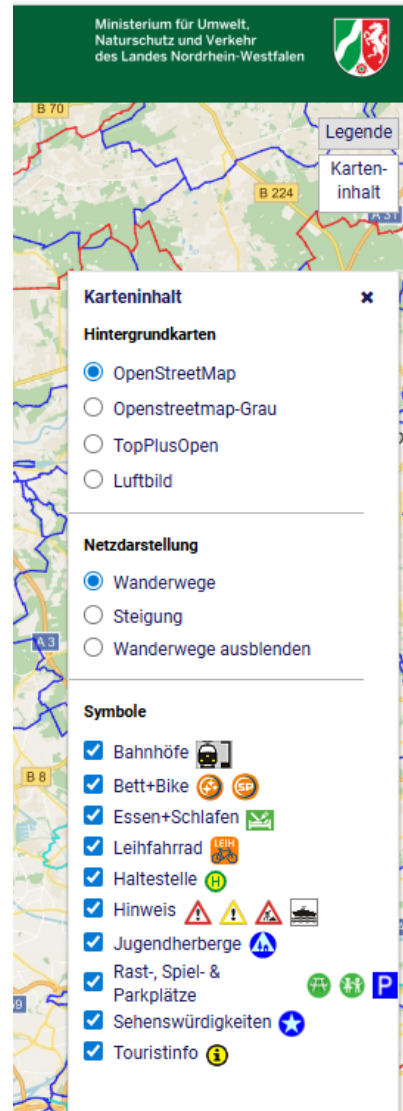 Ministerium für Umwelt,
Naturschutz und Verkehr
des Landes Nordrhein-Westfalen
B 70
Legende
Karten-
inhalt
B 224
A 31
Karteninhalt
Hintergrundkarten
OpenStreetMap
Openstreetmap-Grau
TopPlusOpen
Luftbild
Netzdarstellung
Wanderwege
Steigung
A 3
Wanderwege ausblenden
Symbole
Bahnhöfe
B 8
Bett+Bike SP
Essen+Schlafen
Leihfahrrad LEIH
Haltestelle H
Hinweis
Jugendherberge
Rast-, Spiel- &
Parkplätze P
Sehenswürdigkeiten
Touristinfo i